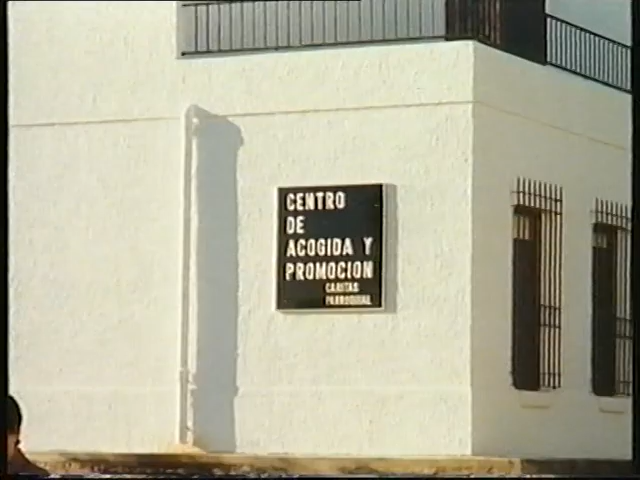 CENTRO
DE
ACOGIDA Y
PROMOCION
CARITAS
PARROQUIAL